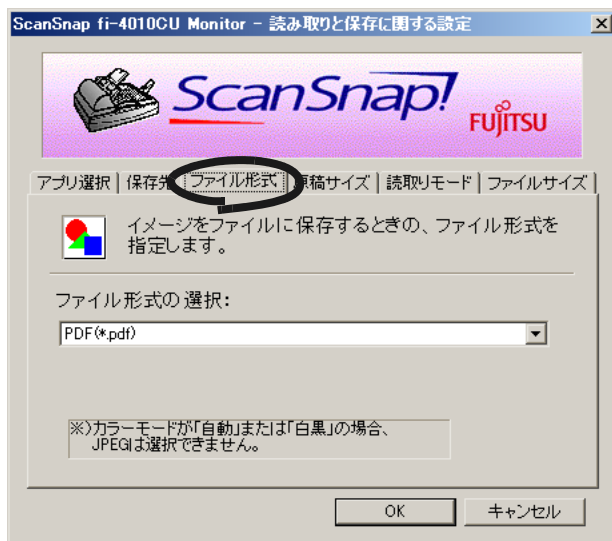 ScanSnap fi-4010CU Monitor - 読み取りと保存に関する設定
ScanSnap!
FUJITSU
アプリ選択 保存先 ファイル形式 原稿サイズ 読取りモード ファイルサイズ
イメージをファイルに保存するときの、ファイル形式を
指定します。
ファイル形式の選択:
PDF(*.pdf)
※)カラーモードが「自動」または「白黒」の場合、
JPEGは選択できません。
OK キャンセル